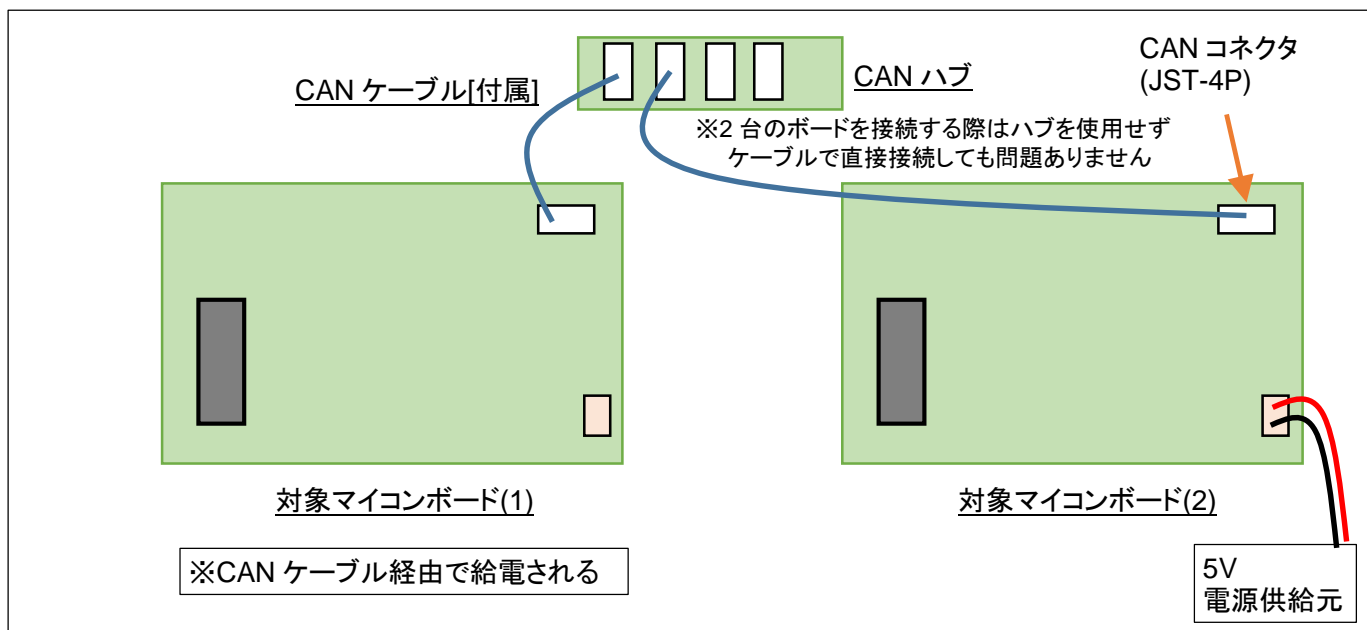 CAN コネクタ
(JST-4P)
CAN ハブ
CAN ケーブル[付属]
※2 台のボードを接続する際はハブを使用せず
ケーブルで直接接続しても問題ありません
対象マイコンボード(1)
対象マイコンボード(2)
※CAN ケーブル経由で給電される
5V
電源供給元